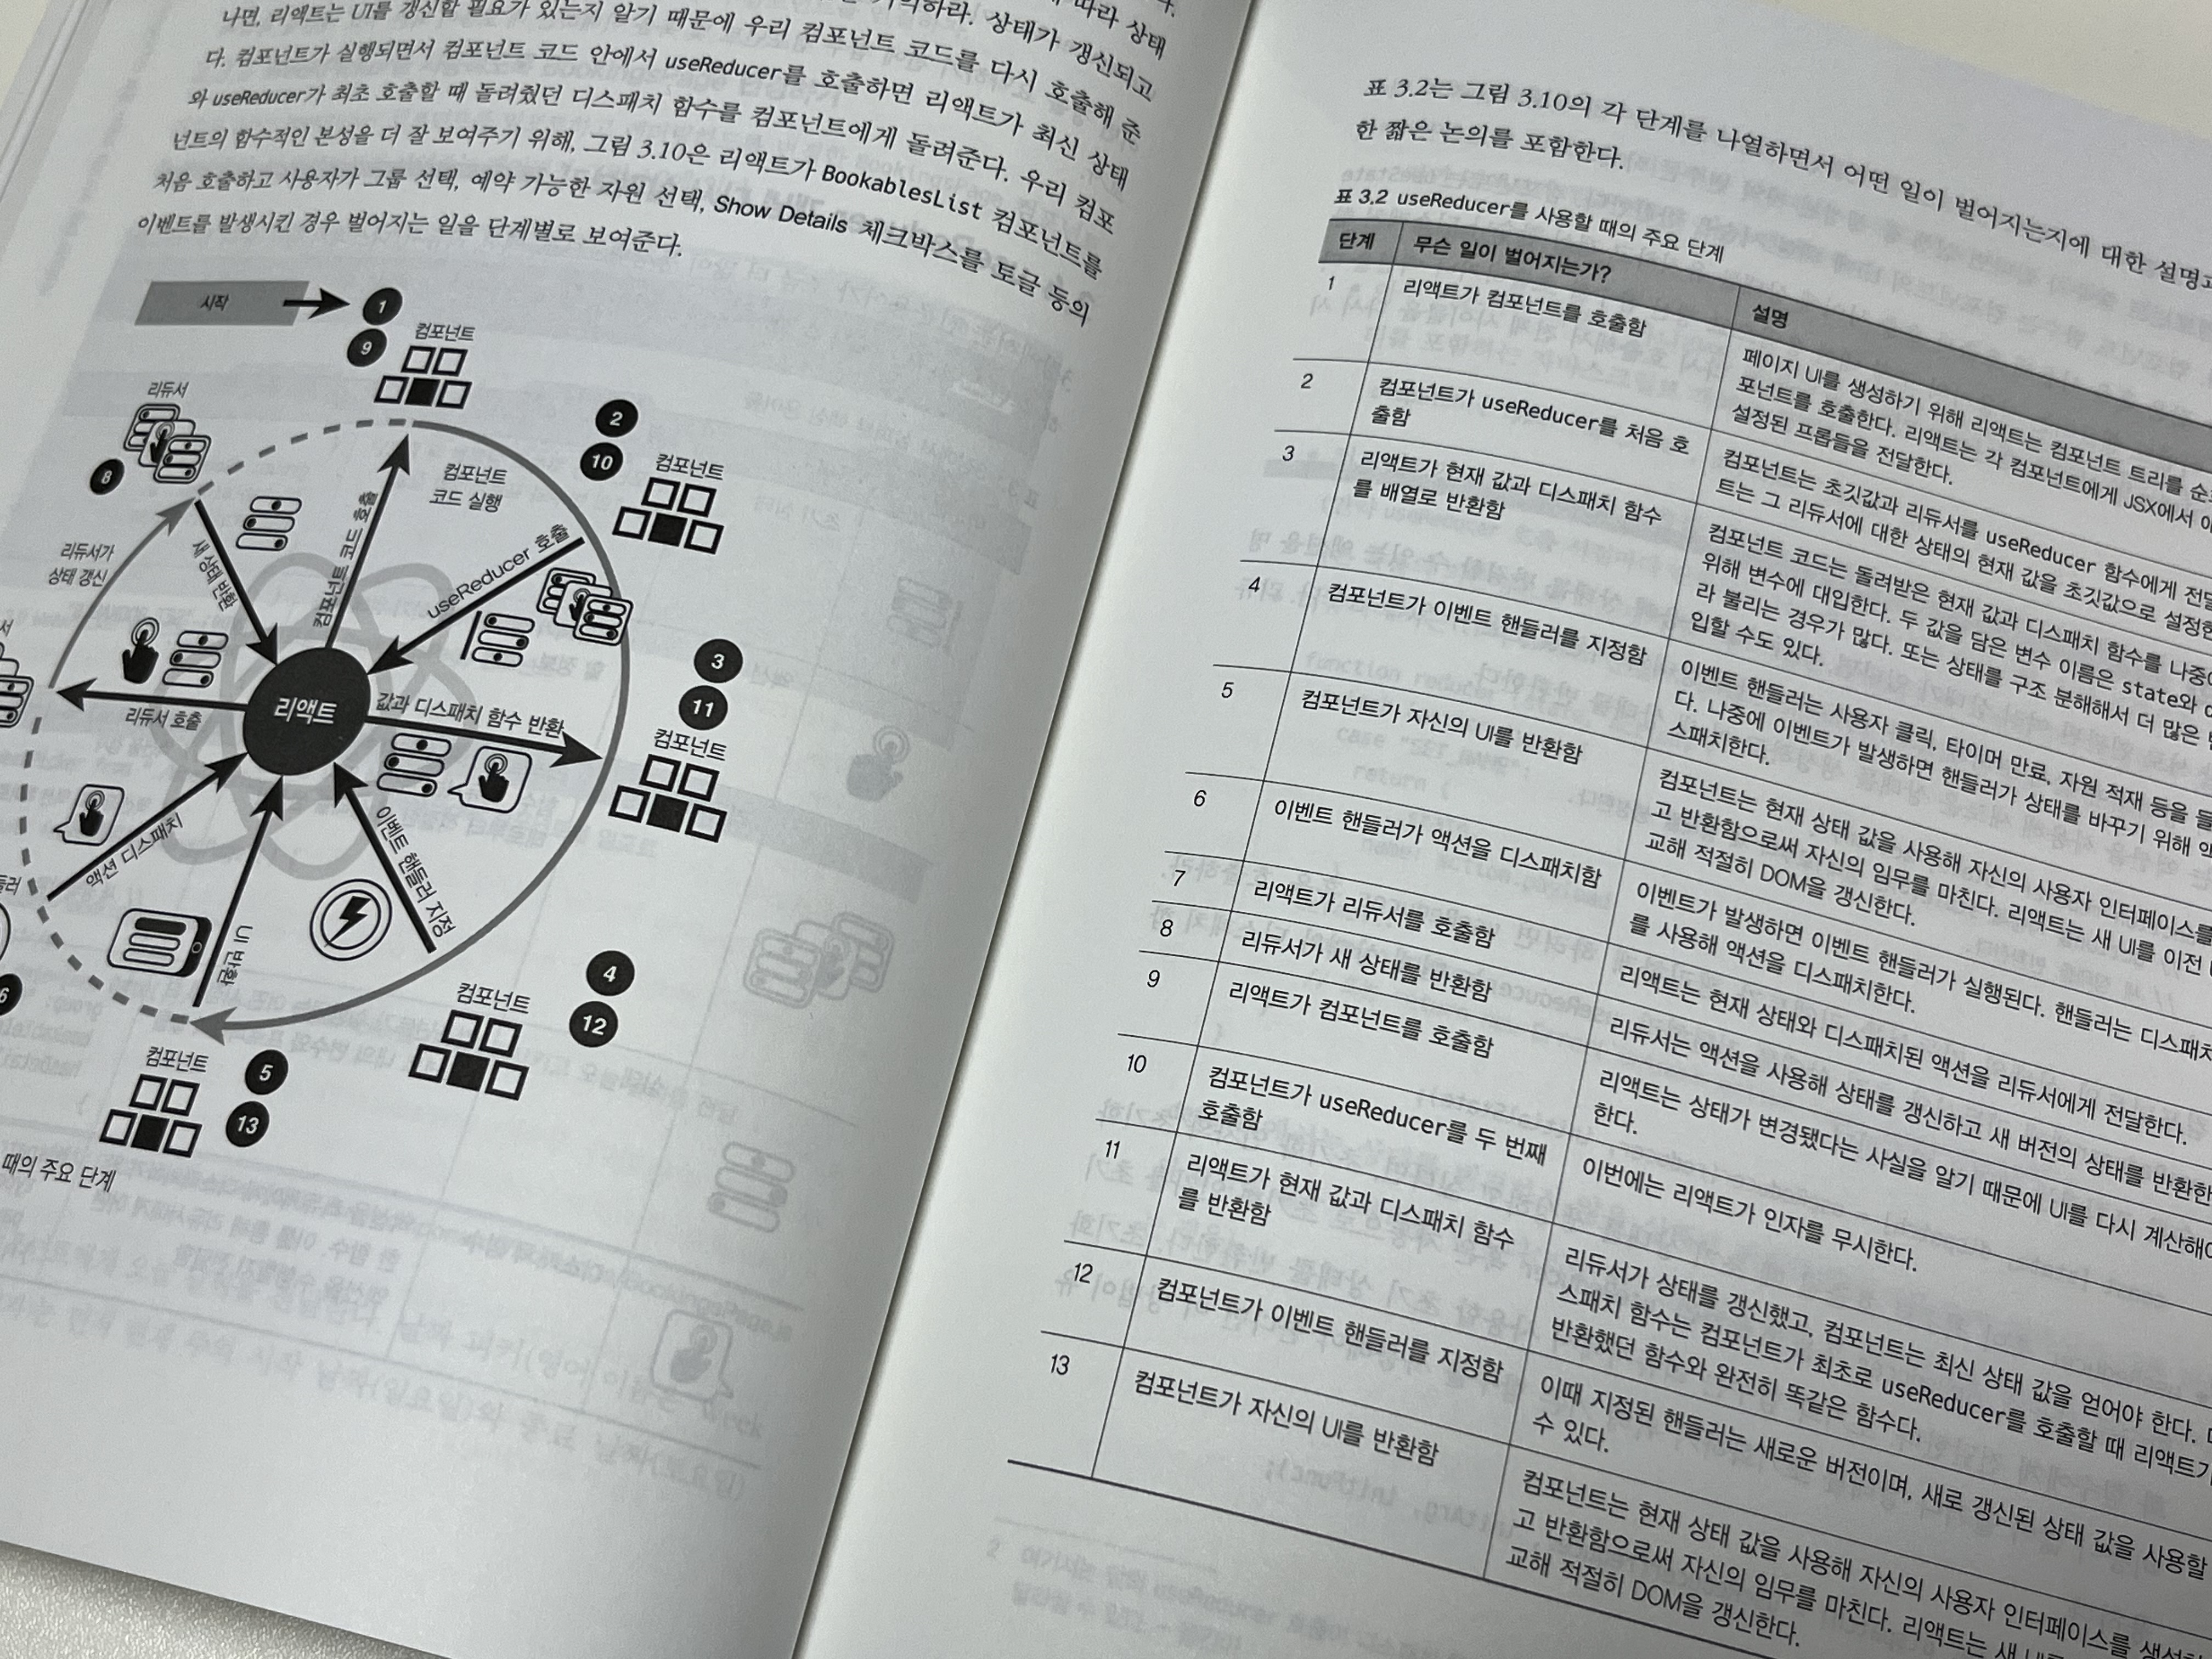 따라 상태
기억하라. 상태가 갱신되고
나면, 리액트는 UI를 갱신할 필요가 있는지 알기 때문에 우리 컴포넌트 코드를 다시 호출해 준
다. 컴포넌트가 실행되면서 컴포넌트 코드 안에서 useReducer를 호출하면 리액트가 최신 상태
와 useReducer가 최초 호출할 때 돌려줬던 디스패치 함수를 컴포넌트에게 돌려준다. 우리 컴포
넌트의 함수적인 본성을 더 잘 보여주기 위해, 그림 3.10은 리액트가 BookablesList 컴포넌트를
처음 호출하고 사용자가 그룹 선택, 예약 가능한 자원 선택, Show Details 체크박스를 토글 등의
이벤트를 발생시킨 경우 벌어지는 일을 단계별로 보여준다.
시작
1
9
컴포넌트
리듀서
8
2
10
컴포넌트
컴포넌트
코드 실행
리듀서가
상태 갱신
새 상태 반환
컴포넌트 코드 호출
useReducer 호출
3
11
컴포넌트
리액트
값과 디스패치 함수 반환
리듀서 호출
액션 디스패치
UI 반환
이벤트 핸들러 지정
6
4
12
컴포넌트
5
13
컴포넌트
때의 주요 단계
표 3.2는 그림 3.10의 각 단계를 나열하면서 어떤 일이 벌어지는지에 대한 설명과
한 짧은 논의를 포함한다.
표 3.2 useReducer를 사용할 때의 주요 단계
단계 무슨 일이 벌어지는가? 설명
1 리액트가 컴포넌트를 호출함
페이지 UI를 생성하기 위해 리액트는 컴포넌트 트리를
포넌트를 호출한다. 리액트는 각 컴포넌트에게 JSX에서
설정된 프롭들을 전달한다.
2 컴포넌트가 useReducer를 처음 호
출함
컴포넌트는 초깃값과 리듀서를 useReducer 함수에게
트는 그 리듀서에 대한 상태의 현재 값을 초깃값으로
3 리액트가 현재 값과 디스패치 함수
를 배열로 반환함
컴포넌트 코드는 돌려받은 현재 값과 디스패치 함수를
위해 변수에 대입한다. 두 값을 담은 변수 이름은 state와
라 불리는 경우가 많다. 또는 상태를 구조 분해해서 더 많은
입할 수도 있다.
4 컴포넌트가 이벤트 핸들러를 지정함
이벤트 핸들러는 사용자 클릭, 타이머 만료, 자원 적재 등을
다. 나중에 이벤트가 발생하면 핸들러가 상태를 바꾸기 위해
스패치한다.
5 컴포넌트가 자신의 UI를 반환함
컴포넌트는 현재 상태 값을 사용해 자신의 사용자 인터페이스를
고 반환함으로써 자신의 임무를 마친다. 리액트는 새 UI를 이전
교해 적절히 DOM을 갱신한다.
6 이벤트 핸들러가 액션을 디스패치함
이벤트가 발생하면 이벤트 핸들러가 실행된다. 핸들러는
를 사용해 액션을 디스패치한다.
7 리액트가 리듀서를 호출함
리액트는 현재 상태와 디스패치된 액션을 리듀서에게 전달한다.
8 리듀서가 새 상태를 반환함
리듀서는 액션을 사용해 상태를 갱신하고 새 버전의 상태를
9 리액트가 컴포넌트를 호출함
리액트는 상태가 변경됐다는 사실을 알기 때문에 UI를 다시
한다.
10 컴포넌트가 useReducer를 두 번째
호출함
이번에는 리액트가 인자를 무시한다.
11 리액트가 현재 값과 디스패치 함수
를 반환함
리듀서가 상태를 갱신했고, 컴포넌트는 최신 상태 값을 얻어야 한다.
스패치 함수는 컴포넌트가 최초로 useReducer를 호출할 때 리액트가
반환했던 함수와 완전히 똑같은 함수다.
12 컴포넌트가 이벤트 핸들러를 지정함
이때 지정된 핸들러는 새로운 버전이며, 새로 갱신된 상태 값을 사용할
수 있다.
13 컴포넌트가 자신의 UI를 반환함
컴포넌트는 현재 상태 값을 사용해 자신의 사용자 인터페이스를
고 반환함으로써 자신의 임무를 마친다. 리액트는 새
교해 적절히 DOM을 갱신한다.